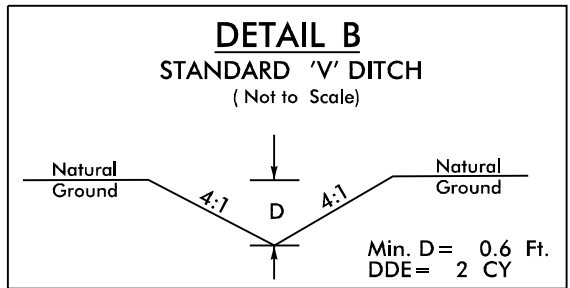 DETAIL B
STANDARD 'V' DITCH
( Not to Scale)
Natural
Ground
4:1
D
4:1
Natural
Ground
Min. D = 0.6 Ft.
DDE = 2 CY